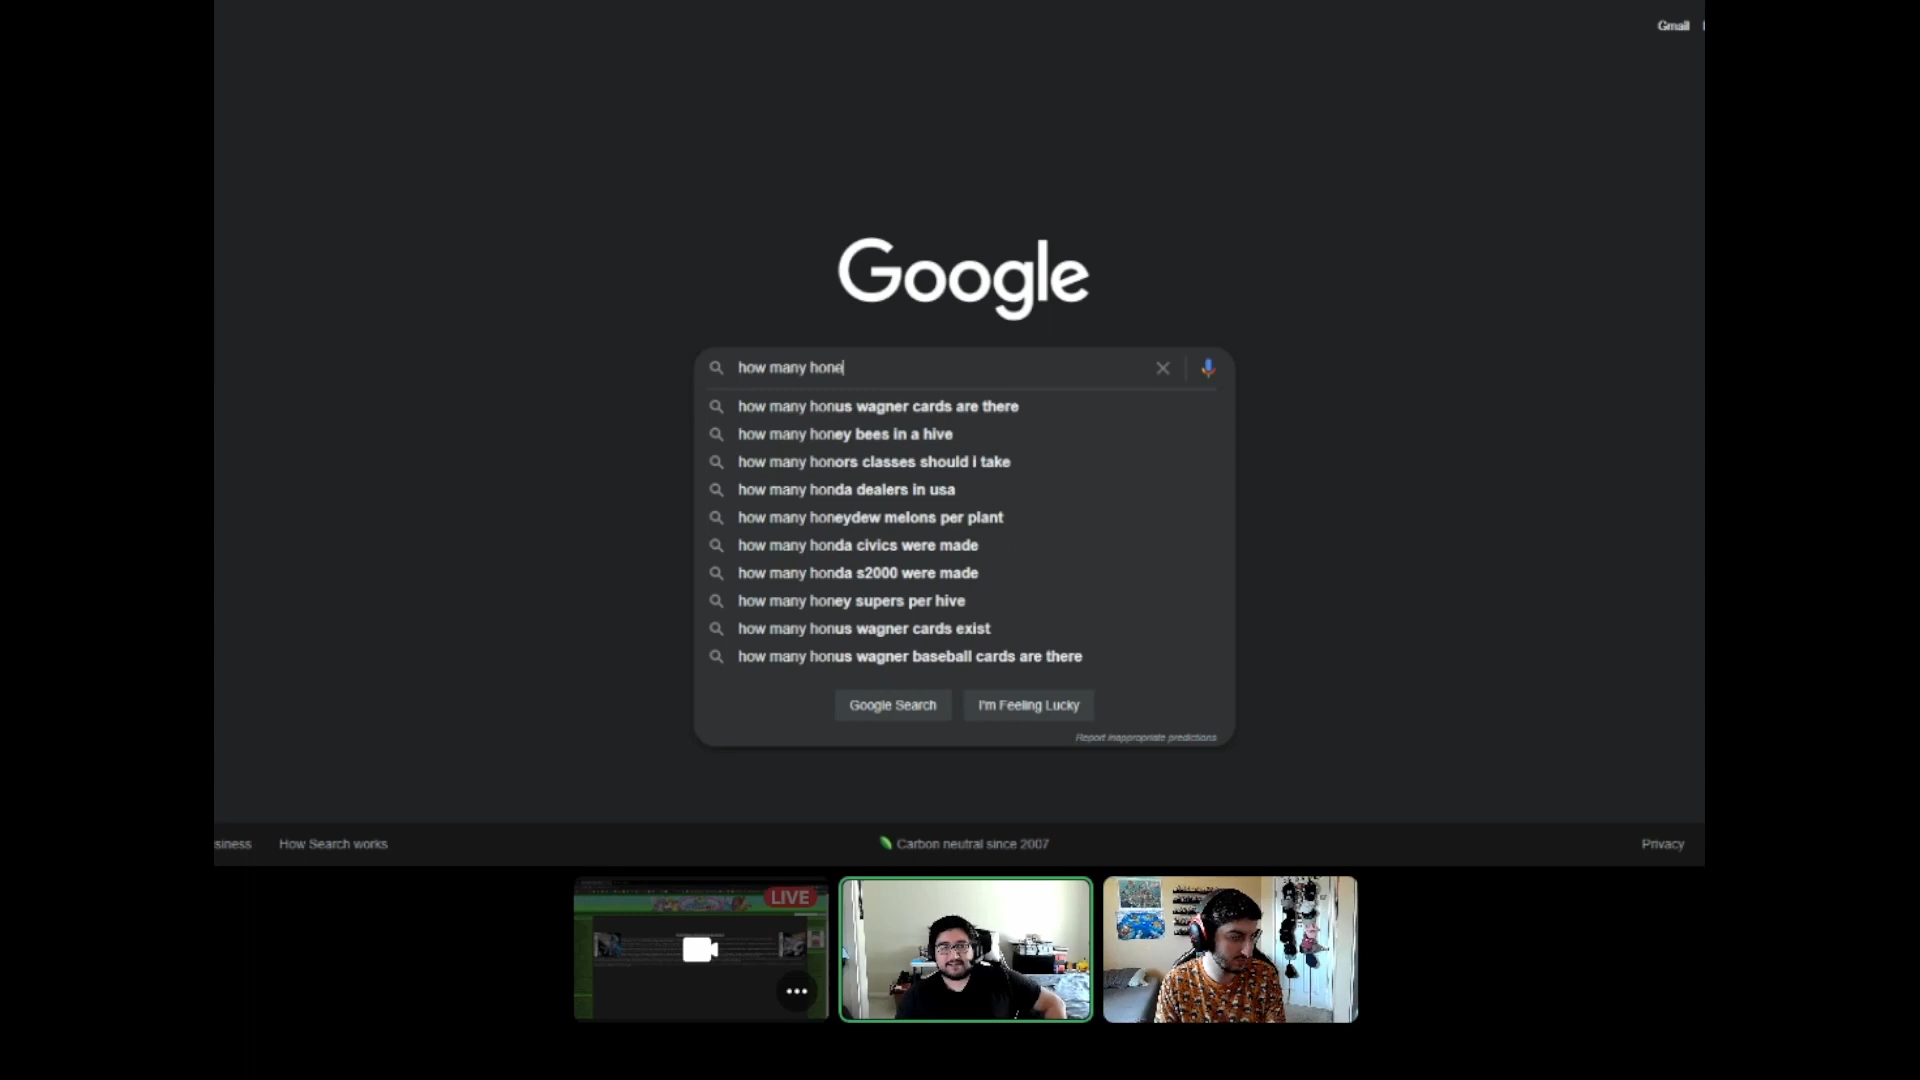 Gmail
Google
how many hone
how many honus wagner cards are there
how many honey bees in a hive
how many honors classes should i take
how many honda dealers in usa
how many honeydew melons per plant
how many honda civics were made
how many honda s2000 were made
how many honey supers per hive
how many honus wagner cards exist
how many honus wagner baseball cards are there
Google Search
I'm Feeling Lucky
Report inappropriate predictions
siness
How Search works
Carbon neutral since 2007
Privacy
LIVE